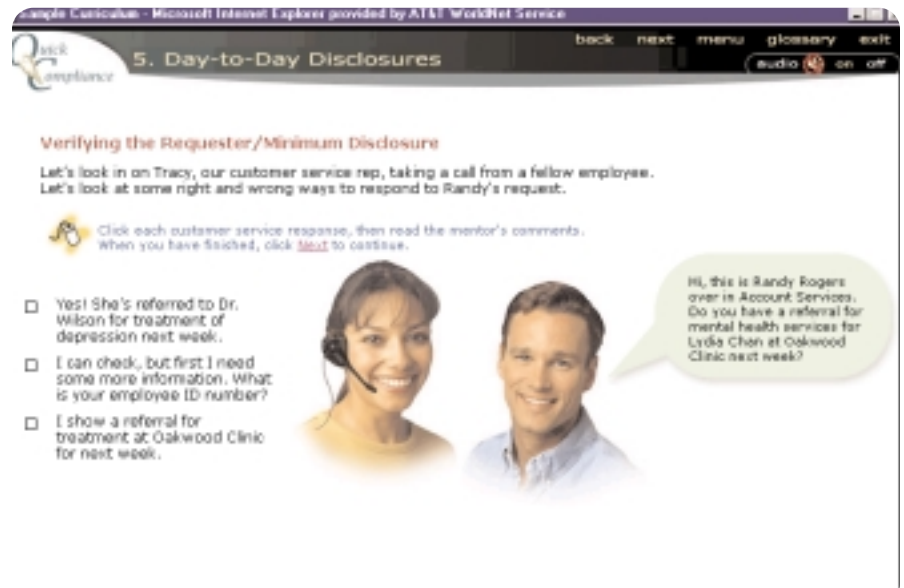 Sample Curriculum - Microsoft Internet Explorer provided by AT&T WorldNet Service
Quick
Compliance
5. Day-to-Day Disclosures
back next menu glossary exit
audio on off
Verifying the Requester/Minimum Disclosure
Let's look in on Tracy, our customer service rep, taking a call from a fellow employee.
Let's look at some right and wrong ways to respond to Randy's request.
Click each customer service response, then read the mentor's comments.
When you have finished, click Next to continue.
Yes! She's referred to Dr.
Wilson for treatment of
depression next week.
I can check, but first I need
some more information. What
is your employee ID number?
I show a referral for
treatment at Oakwood Clinic
for next week.
Hi, this is Randy Rogers
over in Account Services.
Do you have a referral for
mental health services for
Lydia Chan at Oakwood
Clinic next week?